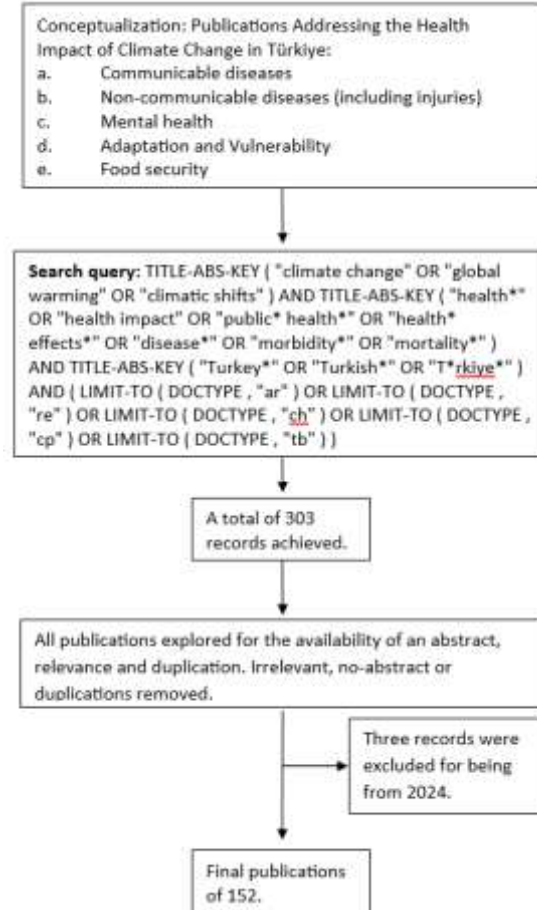 Conceptualization: Publications Addressing the Health
Impact of Climate Change in Türkiye:
a. Communicable diseases
b. Non-communicable diseases (including injuries)
c. Mental health
d. Adaptation and Vulnerability
e. Food security
Search query: TITLE-ABS-KEY ( "climate change" OR "global
warming" OR "climatic shifts" ) AND TITLE-ABS-KEY ( "health*"
OR "health impact" OR "public* health*" OR "health*
effects*" OR "disease*" OR "morbidity*" OR "mortality*" )
AND TITLE-ABS-KEY ( "Turkey*" OR "Turkish*" OR "T*rkiye*" )
AND ( LIMIT-TO ( DOCTYPE , "ar" ) OR LIMIT-TO ( DOCTYPE ,
"re" ) OR LIMIT-TO ( DOCTYPE , "ch" ) OR LIMIT-TO ( DOCTYPE ,
"cp" ) OR LIMIT-TO ( DOCTYPE , "tb" ) )
A total of 303
records achieved.
All publications explored for the availability of an abstract,
relevance and duplication. Irrelevant, no-abstract or
duplications removed.
Three records were
excluded for being
from 2024.
Final publications
of 152.